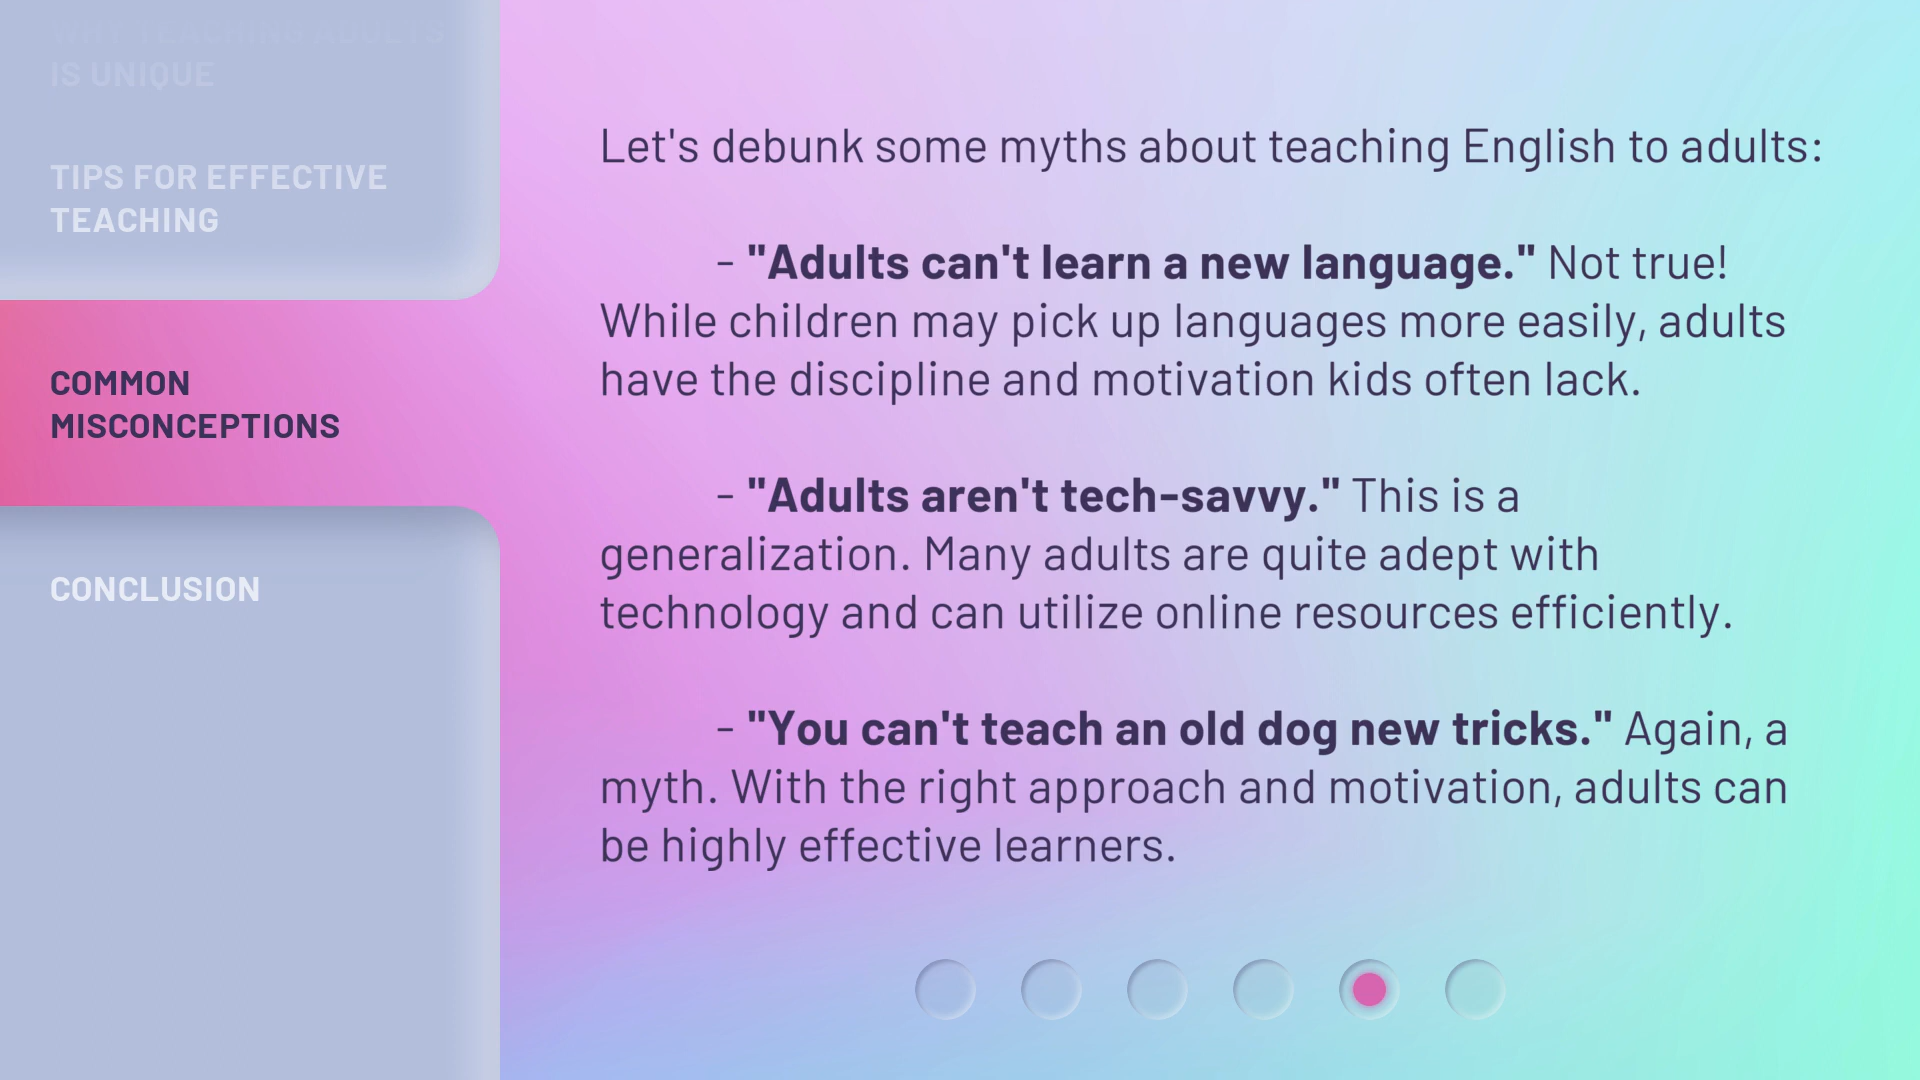 WHY TEACHING ADULTS
IS UNIQUE
TIPS FOR EFFECTIVE
TEACHING
COMMON
MISCONCEPTIONS
CONCLUSION
Let's debunk some myths about teaching English to adults:
- "Adults can't learn a new language." Not true!
While children may pick up languages more easily, adults
have the discipline and motivation kids often lack.
- "Adults aren't tech-savvy." This is a
generalization. Many adults are quite adept with
technology and can utilize online resources efficiently.
- "You can't teach an old dog new tricks." Again, a
myth. With the right approach and motivation, adults can
be highly effective learners.